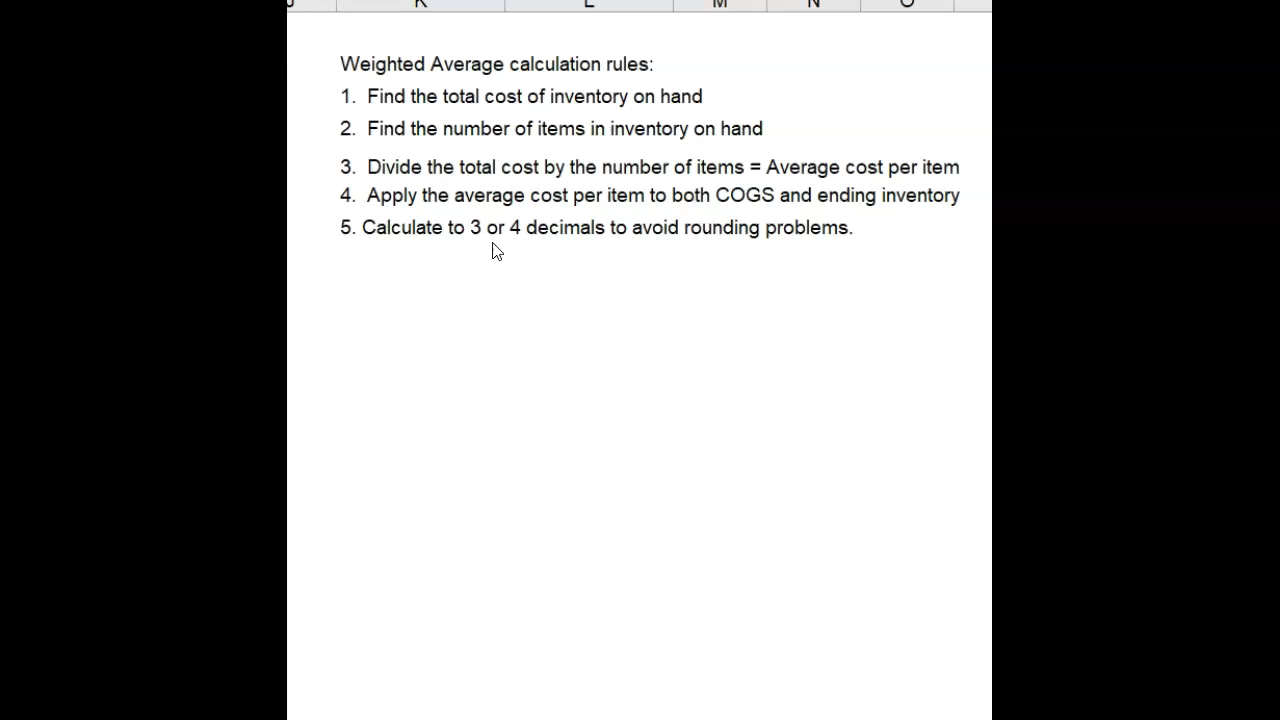 K L M N O
Weighted Average calculation rules:
1. Find the total cost of inventory on hand
2. Find the number of items in inventory on hand
3. Divide the total cost by the number of items = Average cost per item
4. Apply the average cost per item to both COGS and ending inventory
5. Calculate to 3 or 4 decimals to avoid rounding problems.